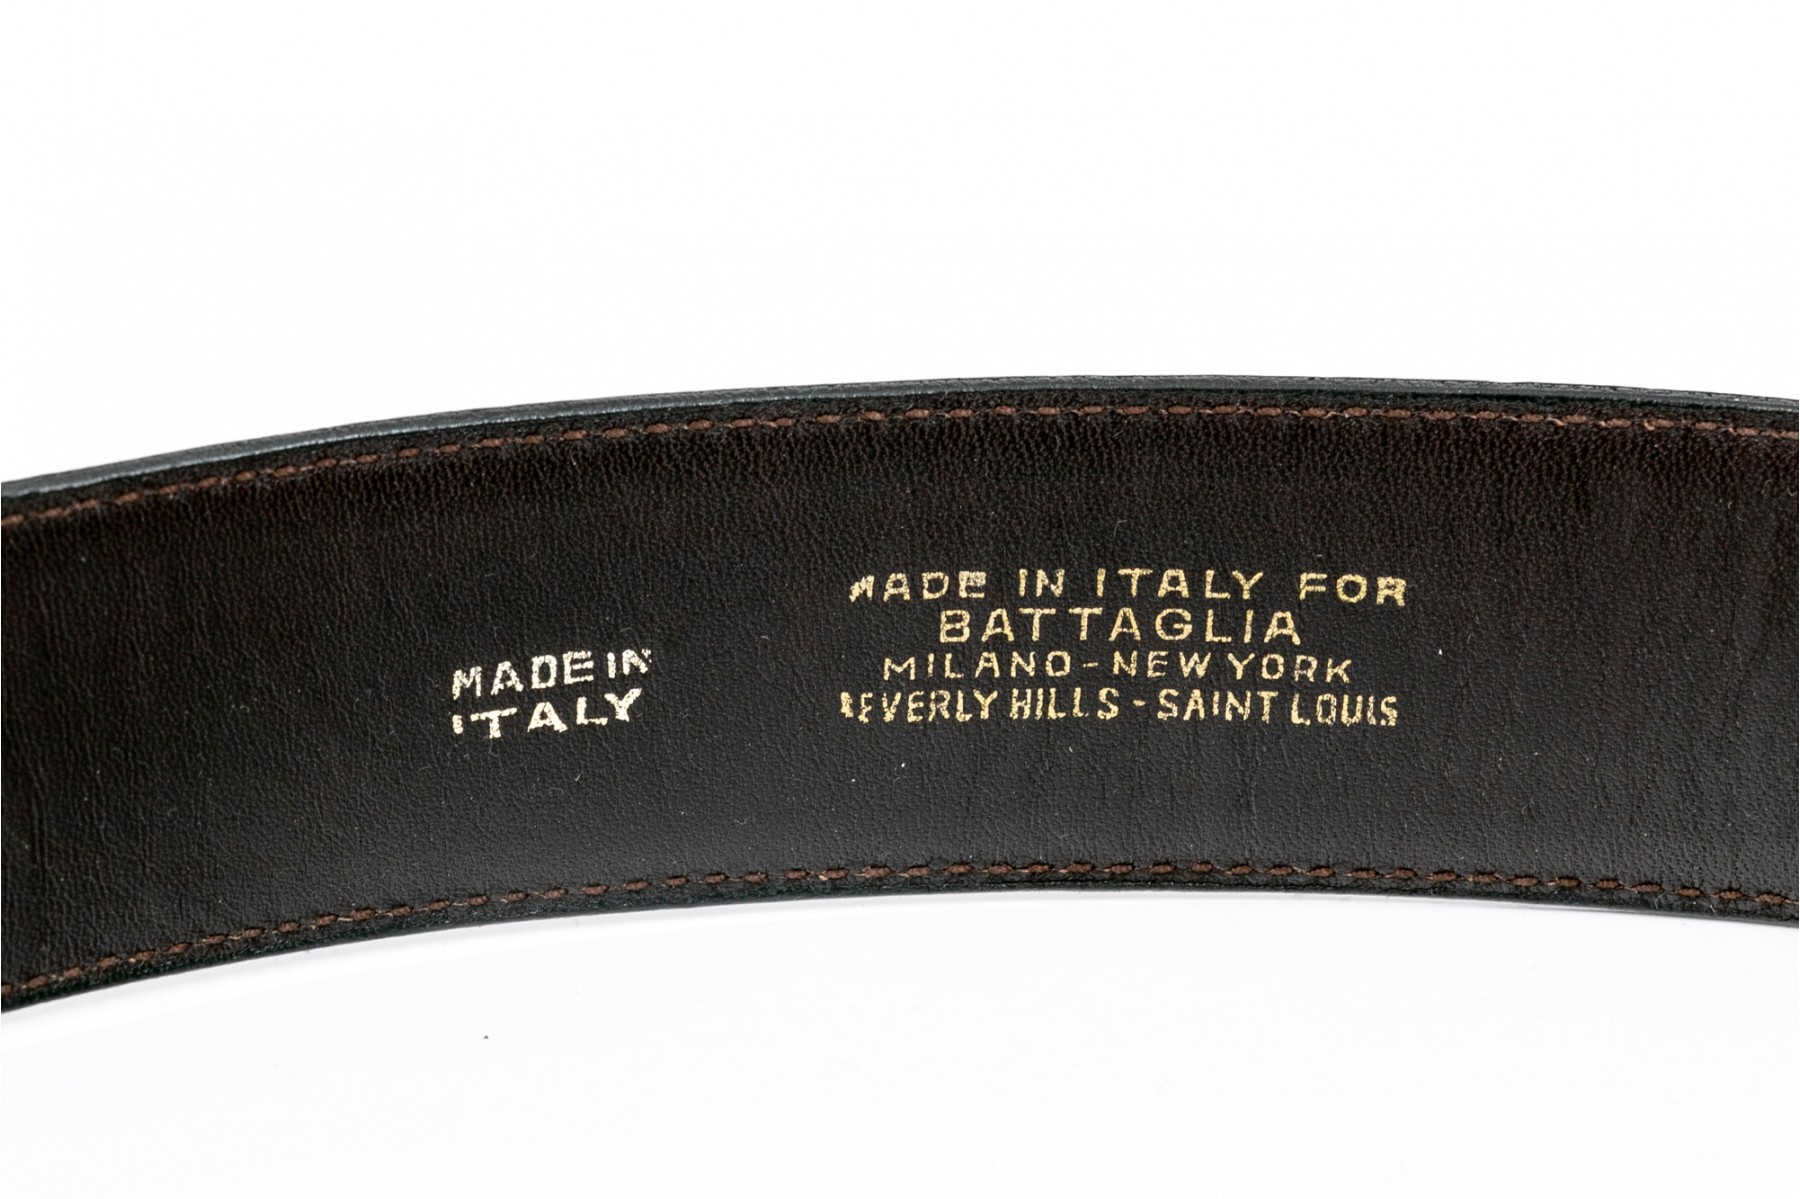 MADE IN
ITALY
MADE IN ITALY FOR
BATTAGLIA
MILANO - NEW YORK
BEVERLY HILLS - SAINT LOUIS